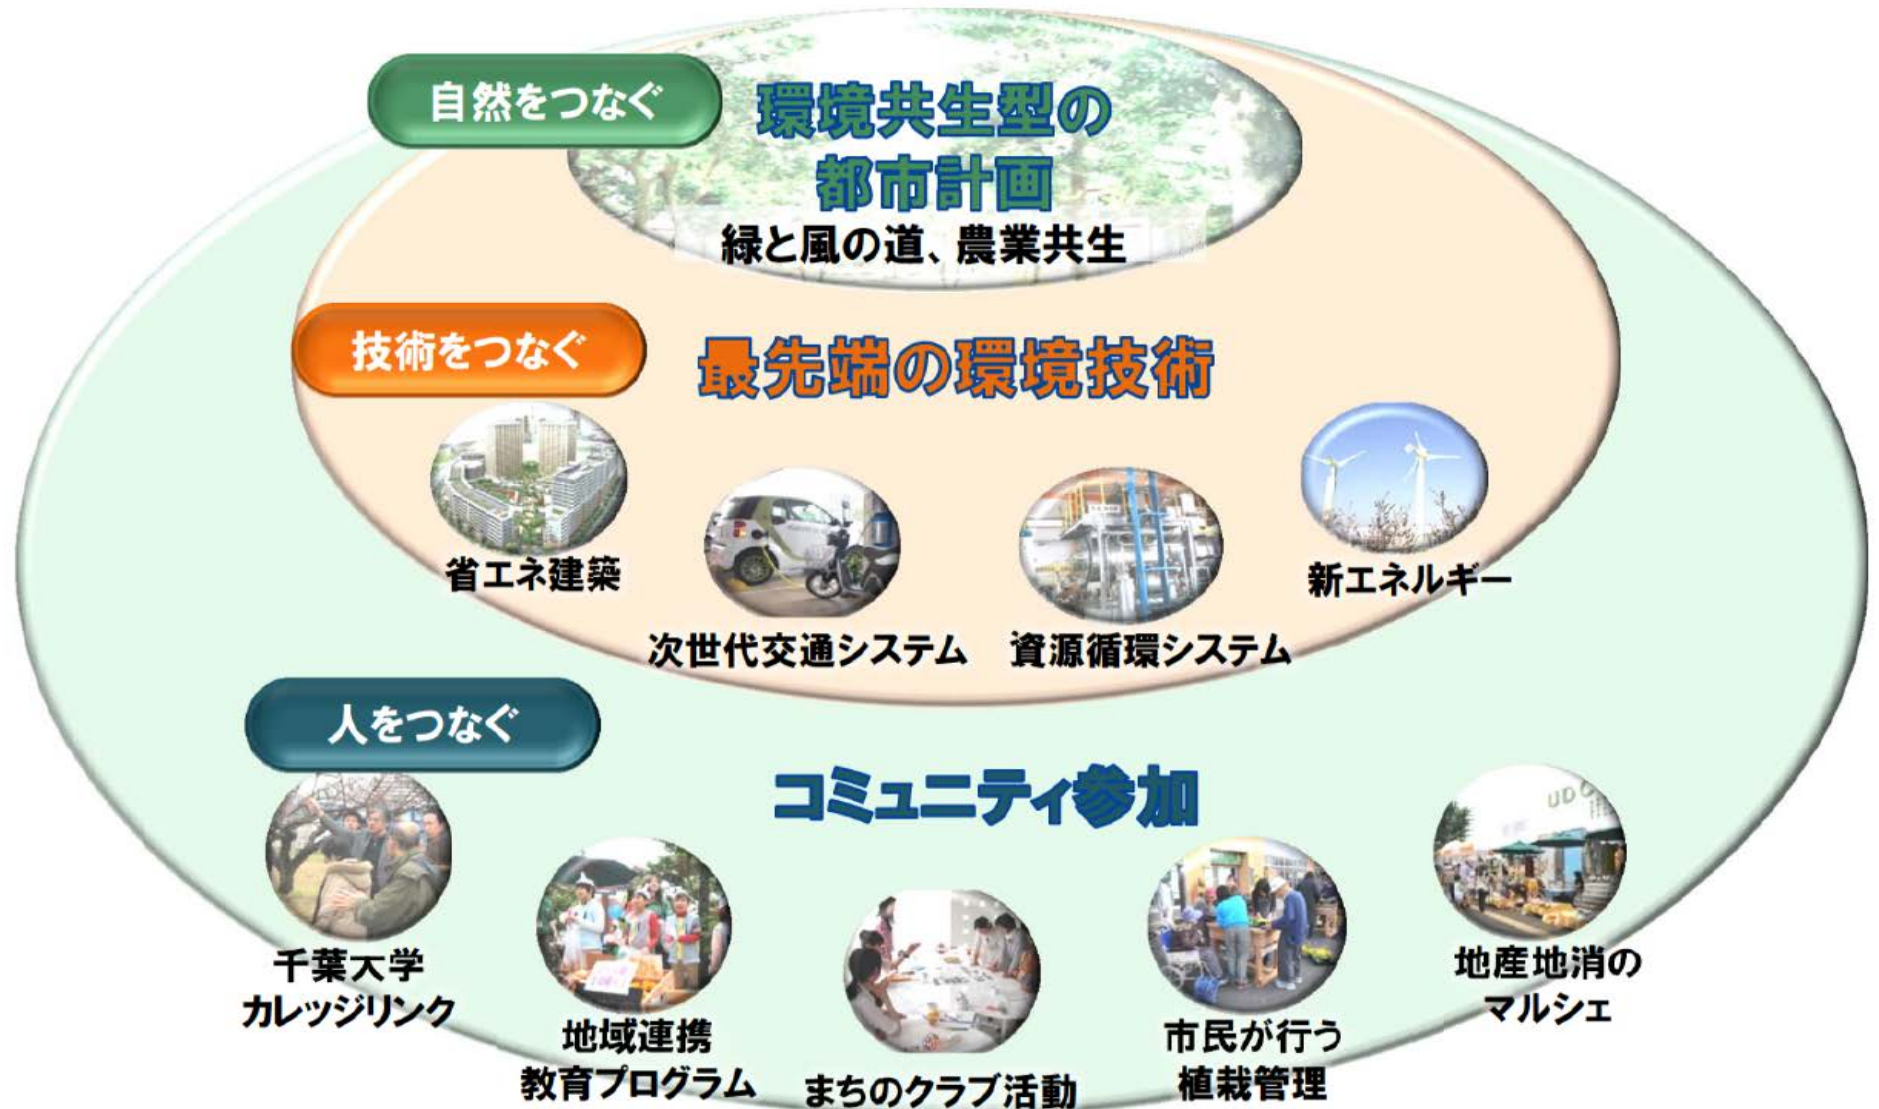 自然をつなぐ
環境共生型の
都市計画
緑と風の道、農業共生
技術をつなぐ
最先端の環境技術
省エネ建築
次世代交通システム
資源循環システム
新エネルギー
人をつなぐ
コミュニティ参加
千葉大学
カレッジリンク
地域連携
教育プログラム
まちのクラブ活動
市民が行う
植栽管理
地産地消の
マルシェ